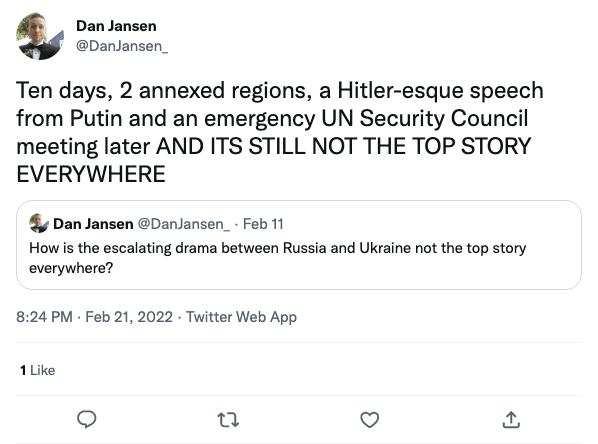 Dan Jansen
@DanJansen_
Ten days, 2 annexed regions, a Hitler-esque speech
from Putin and an emergency UN Security Council
meeting later AND ITS STILL NOT THE TOP STORY
EVERYWHERE
Dan Jansen @DanJansen_ · Feb 11
How is the escalating drama between Russia and Ukraine not the top story
everywhere?
8:24 PM · Feb 21, 2022 · Twitter Web App
1 Like